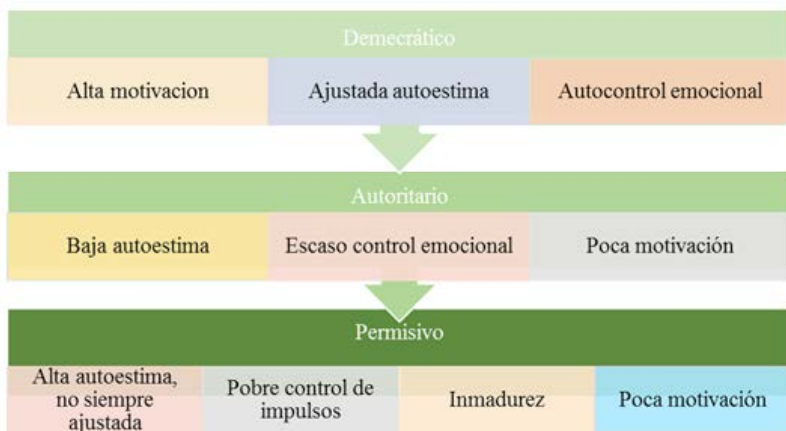 Demecrático
Alta motivacion
Ajustada autoestima
Autocontrol emocional
Autoritario
Baja autoestima
Escaso control emocional
Poca motivación
Permisivo
Alta autoestima,
no siempre
ajustada
Pobre control de
impulsos
Inmadurez
Poca motivación